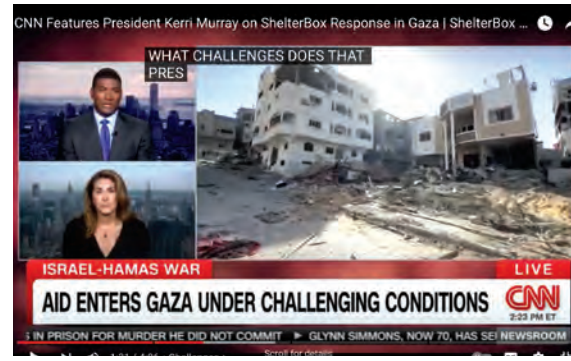 CNN Features President Kerri Murray on ShelterBox Response in Gaza | ShelterBox ...
WHAT CHALLENGES DOES THAT
PRES
ISRAEL-HAMAS WAR
LIVE
AID ENTERS GAZA UNDER CHALLENGING CONDITIONS
CNN
2:23 PM ET
S IN PRISON FOR MURDER HE DID NOT COMMIT ► GLYNN SIMMONS, NOW 70, HAS SE
NEWSROOM
Scroll for details